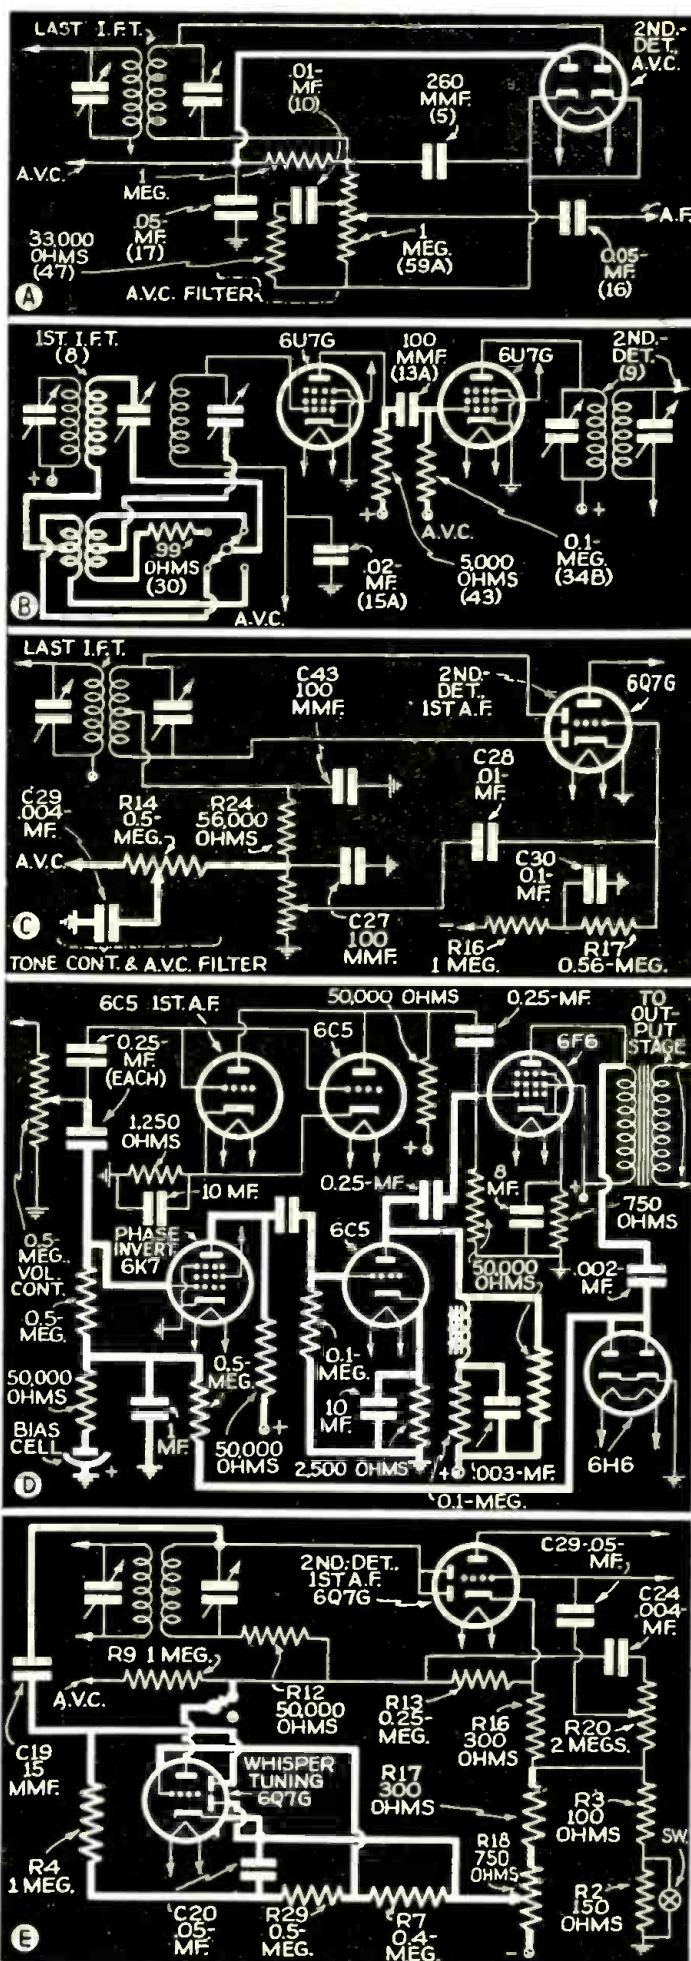 LAST I.F.T.
2ND.-
DET.,
A.V.C.
.01-
MF.
(10)
260
MMF.
(5)
A.V.C.
1
MEG.
.05-
MF.
(17)
33,000
OHMS
(47)
1
MEG.
(59A)
A.F.
0.05-
MF.
(16)
A.V.C. FILTER
A
1ST. I.F.T.
(8)
6U7G
100
MMF.
(13A)
6U7G
2ND.-
DET.
(9)
+
.99
OHMS
(30)
.02-
MF.
(15A)
+
A.V.C.
5,000
OHMS
(43)
0.1-
MEG.
(34B)
+
A.V.C.
B
LAST I.F.T.
C43
100
MMF.
2ND.-
DET.,
1ST A.F.
6Q7G
+
C29
.004-
MF.
R14
0.5-
MEG.
R24
56,000
OHMS
C28
.01-
MF.
A.V.C.
C30
0.1-
MF.
C27
100
MMF.
–
R16
1 MEG.
R17
0.56-MEG.
C
TONE CONT. & A.V.C. FILTER
6C5 1ST. A.F.
6C5
50,000 OHMS
0.25-MF.
TO
OUT-
PUT
STAGE
6F6
0.25-
MF.
(EACH)
1,250
OHMS
10 MF.
+
0.25-MF.
8
MF.
+
750
OHMS
PHASE
INVERT.
6K7
6C5
0.5-
MEG.
VOL.
CONT.
0.5-
MEG.
50,000
OHMS
.002-
MF.
50,000
OHMS
0.5-
MEG.
0.1-
MEG.
10
MF.
BIAS
CELL
+
1
MF.
50,000
OHMS
+
2,500 OHMS
+
.003-MF.
0.1-MEG.
6H6
D
2ND. DET.,
1ST A.F.
6Q7G
C29-.05-
MF.
C24
.004-
MF.
R9 1 MEG.
A.V.C.
R12
50,000
OHMS
R13
0.25-
MEG.
R16
300
OHMS
R20
2 MEGS.
C19
15
MMF.
WHISPER
TUNING
6Q7G
R17
300
OHMS
R3
100
OHMS
R4
1 MEG.
R18
750
OHMS
SW.
R2
150
OHMS
C20
.05-
MF.
R29
0.5-
MEG.
R7
0.4-
MEG.
–
E